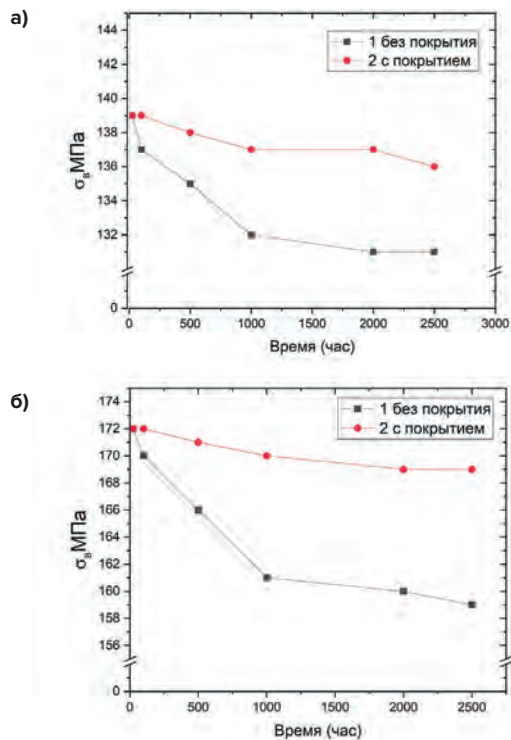 а)
144
142
140
138
136
134
132
0
σвМПа
1 без покрытия
2 с покрытием
0 500 1000 1500 2000 2500 3000
Время (час)
б)
174
172
170
168
166
164
162
160
158
156
0
σвМПа
1 без покрытия
2 с покрытием
0 500 1000 1500 2000 2500
Время (час)